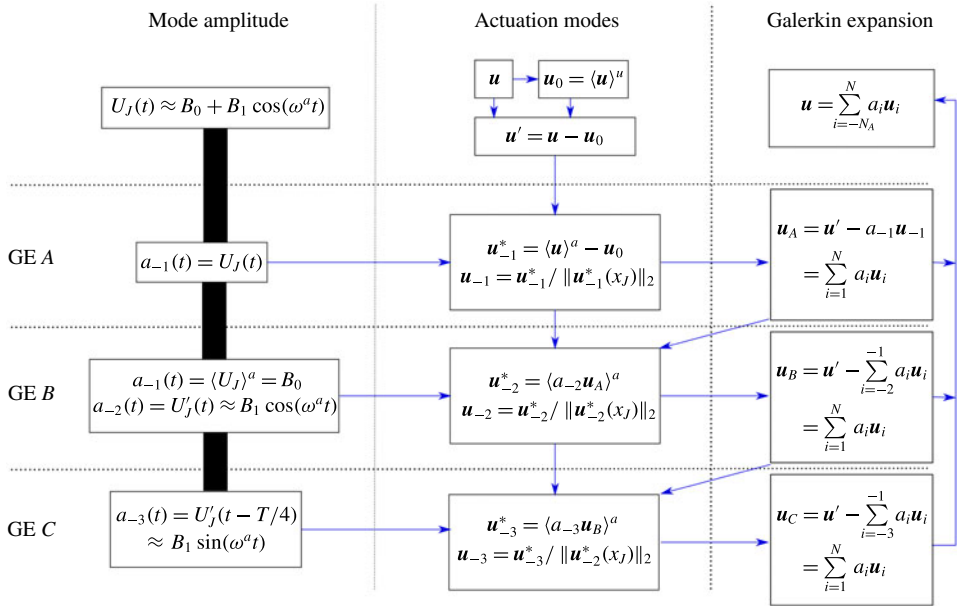 Mode amplitude
Actuation modes
Galerkin expansion
U_J(t) ≈ B_0 + B_1 cos(ω^a t)
u
u_0 = ⟨u⟩^u
u′ = u − u_0
u = ∑_{i=−N_A}^{N} a_i u_i
GE A
a_{−1}(t) = U_J(t)
u*_{−1} = ⟨u⟩^a − u_0
u_{−1} = u*_{−1} / ‖u*_{−1}(x_J)‖_2
u_A = u′ − a_{−1}u_{−1}
= ∑_{i=1}^{N} a_i u_i
GE B
a_{−1}(t) = ⟨U_J⟩^a = B_0
a_{−2}(t) = U′_J(t) ≈ B_1 cos(ω^a t)
u*_{−2} = ⟨a_{−2}u_A⟩^a
u_{−2} = u*_{−2} / ‖u*_{−2}(x_J)‖_2
u_B = u′ − ∑_{i=−2}^{−1} a_i u_i
= ∑_{i=1}^{N} a_i u_i
GE C
a_{−3}(t) = U′_J(t − T/4)
≈ B_1 sin(ω^a t)
u*_{−3} = ⟨a_{−3}u_B⟩^a
u_{−3} = u*_{−3} / ‖u*_{−2}(x_J)‖_2
u_C = u′ − ∑_{i=−3}^{−1} a_i u_i
= ∑_{i=1}^{N} a_i u_i